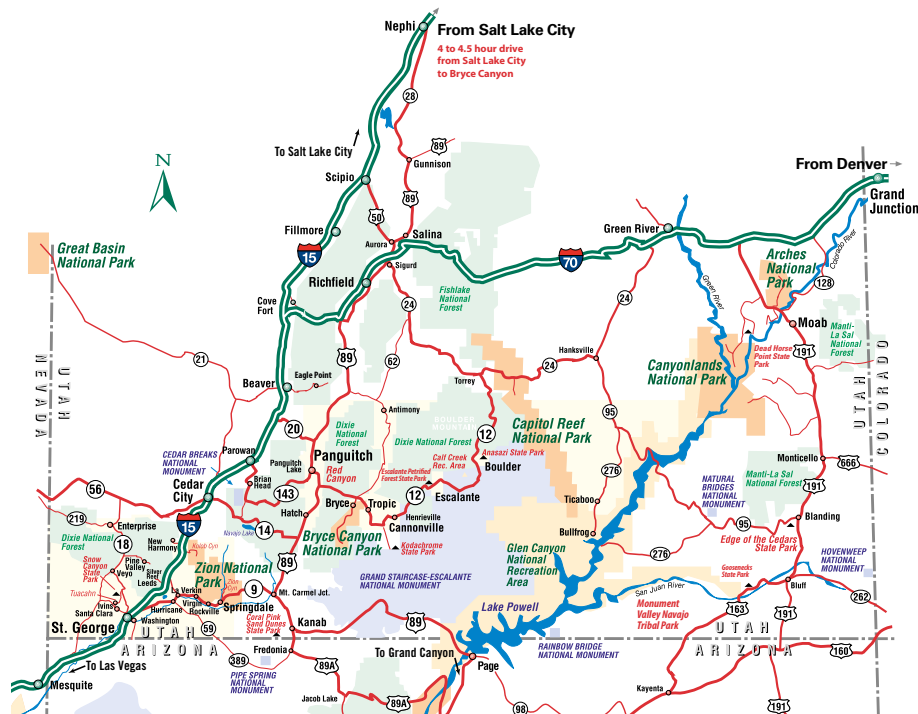 Nephi
From Salt Lake City
4 to 4.5 hour drive
from Salt Lake City
to Bryce Canyon
28
N
To Salt Lake City
89
Gunnison
From Denver
Scipio
Grand
Junction
50
89
Fillmore
Salina
Aurora
Green River
Great Basin
National Park
15
Sigurd
70
Arches
National
Park
Colorado River
Richfield
Green River
128
Cove
Fort
24
Fishlake
National
Forest
24
Moab
Manti-
La Sal
National
Forest
NEVADA
UTAH
21
89
62
Hanksville
24
Dead Horse
Point State
Park
191
Canyonlands
National Park
UTAH
COLORADO
Beaver
Eagle Point
Torrey
Antimony
95
20
Dixie
National
Forest
BOULDER
MOUNTAIN
Dixie National Forest
12
Capitol Reef
National Park
Parowan
CEDAR BREAKS
NATIONAL
MONUMENT
Panguitch
Lake
Panguitch
Red
Canyon
Calf Creek
Rec. Area
Anasazi State Park
Boulder
Monticello
666
276
56
Cedar
City
Brian
Head
143
Escalante Petrified
Forest State Park
Escalante
Manti-La Sal
National Forest
191
NATURAL
BRIDGES
NATIONAL
MONUMENT
Ticaboo
Bryce
Tropic
12
Hatch
Henrieville
Cannonville
219
Enterprise
15
14
Navajo Lake
Bryce Canyon
National Park
Kodachrome
State Park
Bullfrog
95
Blanding
Edge of the Cedars
State Park
Dixie
National
Forest
18
New
Harmony
Kolob Cyn
Glen Canyon
National
Recreation
Area
276
HOVENWEEP
NATIONAL
MONUMENT
Snow
Canyon
State
Park
Pine
Valley
Veyo
Silver
Reef
Leeds
Zion National
Park
Zion
Cyn
89
GRAND STAIRCASE-ESCALANTE
NATIONAL MONUMENT
Goosenecks
State Park
San Juan River
Bluff
Tuacahn
Ivins
Santa Clara
La Verkin
Virgin
Hurricane
Rockville
Springdale
9
Mt. Carmel Jct.
Lake Powell
Monument
Valley Navajo
Tribal Park
163
191
262
St. George
Washington
59
Coral Pink
Sand Dunes
State Park
Kanab
89
UTAH
ARIZONA
UTAH
ARIZONA
To Las Vegas
389
Fredonia
89A
To Grand Canyon
Page
RAINBOW BRIDGE
NATIONAL MONUMENT
160
Mesquite
PIPE SPRING
NATIONAL
MONUMENT
Jacob Lake
89A
98
Kayenta
191